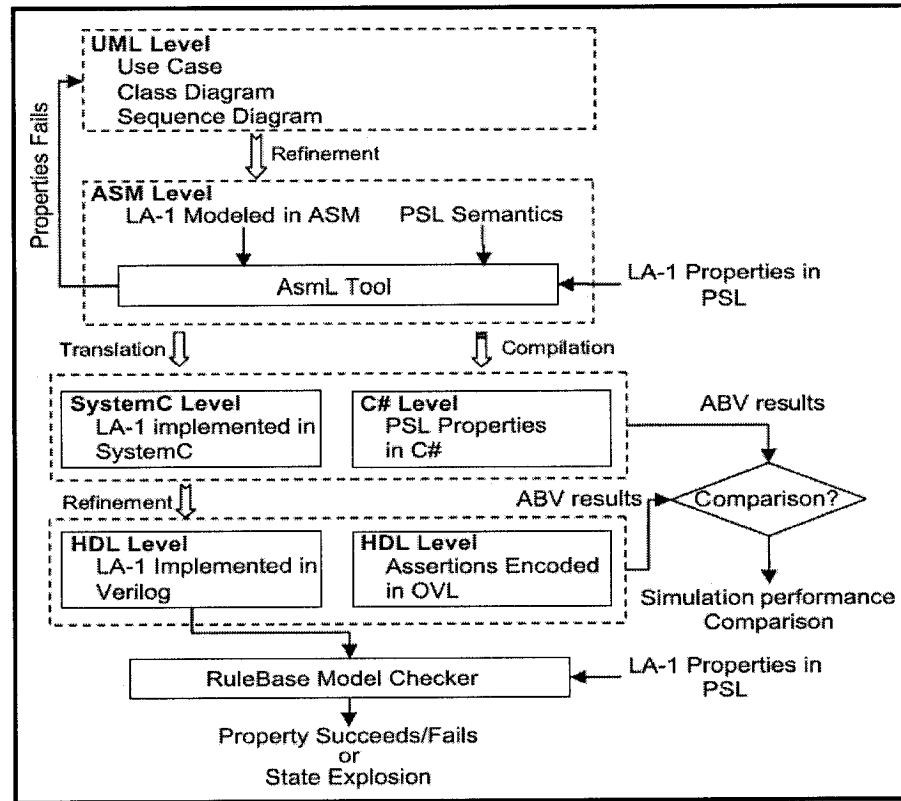 UML Level
Use Case
Class Diagram
Sequence Diagram
Properties Fails
Refinement
ASM Level
LA-1 Modeled in ASM
PSL Semantics
AsmL Tool
LA-1 Properties in
PSL
Translation
Compilation
SystemC Level
LA-1 implemented in
SystemC
C# Level
PSL Properties
in C#
ABV results
Refinement
ABV results
Comparison?
HDL Level
LA-1 Implemented in
Verilog
HDL Level
Assertions Encoded
in OVL
Simulation performance
Comparison
RuleBase Model Checker
LA-1 Properties in
PSL
Property Succeeds/Fails
or
State Explosion